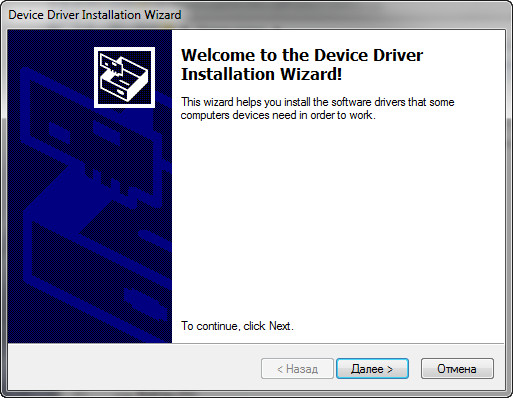 Device Driver Installation Wizard
Welcome to the Device Driver
Installation Wizard!
This wizard helps you install the software drivers that some
computers devices need in order to work.
To continue, click Next.
< Назад
Далее >
Отмена